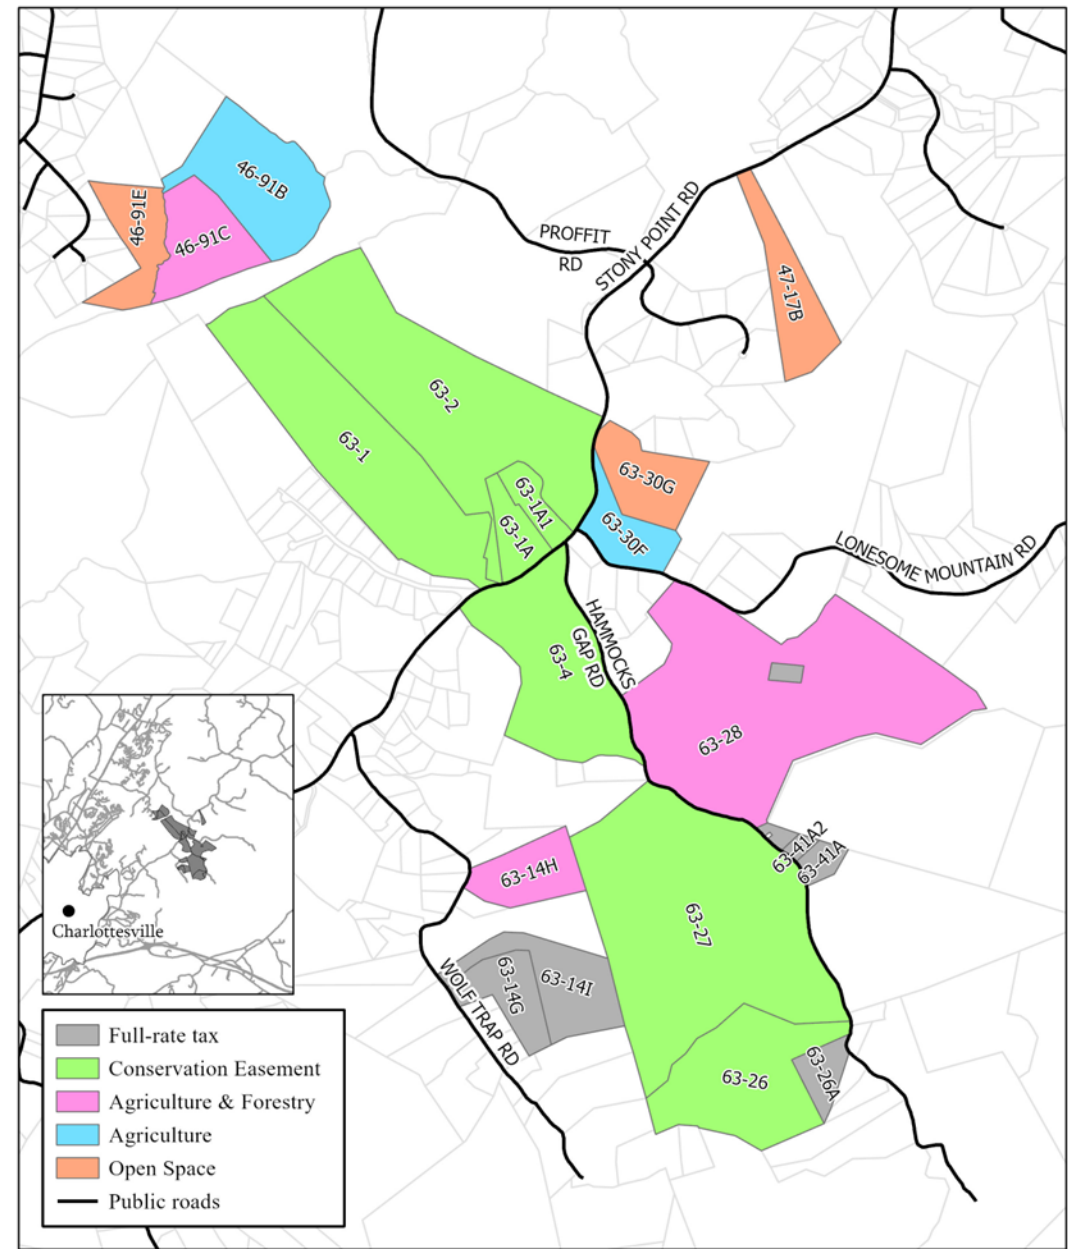 46-91B
46-91E
46-91C
PROFFIT
RD
STONY POINT RD
47-17B
63-2
63-1
63-30G
63-1A1
63-1A
63-30F
LONESOME MOUNTAIN RD
HAMMOCKS
GAP RD
63-4
63-28
63-41A2
63-41A
63-14H
63-27
63-14G
63-14I
WOLF TRAP RD
63-26
63-26A
Charlottesville
Full-rate tax
Conservation Easement
Agriculture & Forestry
Agriculture
Open Space
Public roads